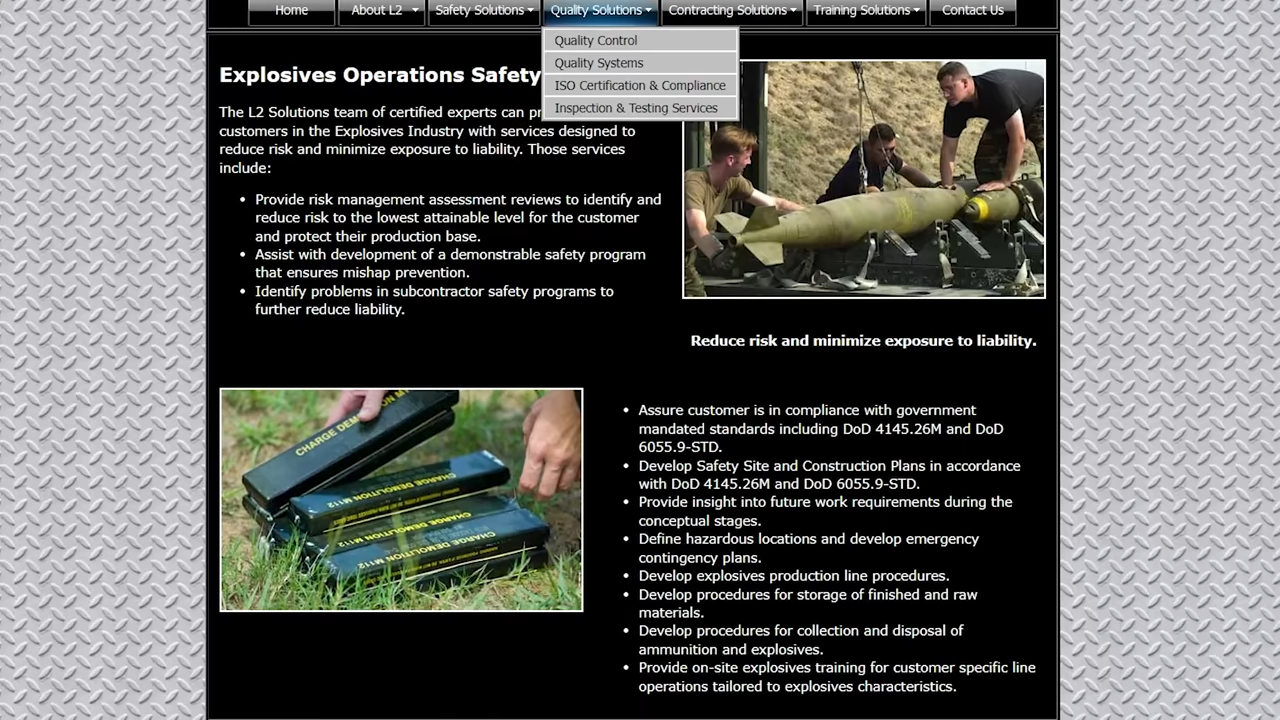 Home About L2 Safety Solutions Quality Solutions Contracting Solutions Training Solutions Contact Us
Quality Control
Quality Systems
ISO Certification & Compliance
Inspection & Testing Services
Explosives Operations Safety
The L2 Solutions team of certified experts can
customers in the Explosives Industry with services designed to
reduce risk and minimize exposure to liability. Those services
include:
• Provide risk management assessment reviews to identify and
reduce risk to the lowest attainable level for the customer
and protect their production base.
• Assist with development of a demonstrable safety program
that ensures mishap prevention.
• Identify problems in subcontractor safety programs to
further reduce liability.
Reduce risk and minimize exposure to liability.
CHARGE DEMOLITION M1
CHARGE DEMOLITION M112
CHARGE DEMOLITION M112
CHARGE DEMOLITION M112
• Assure customer is in compliance with government
mandated standards including DoD 4145.26M and DoD
6055.9-STD.
• Develop Safety Site and Construction Plans in accordance
with DoD 4145.26M and DoD 6055.9-STD.
• Provide insight into future work requirements during the
conceptual stages.
• Define hazardous locations and develop emergency
contingency plans.
• Develop explosives production line procedures.
• Develop procedures for storage of finished and raw
materials.
• Develop procedures for collection and disposal of
ammunition and explosives.
• Provide on-site explosives training for customer specific line
operations tailored to explosives characteristics.